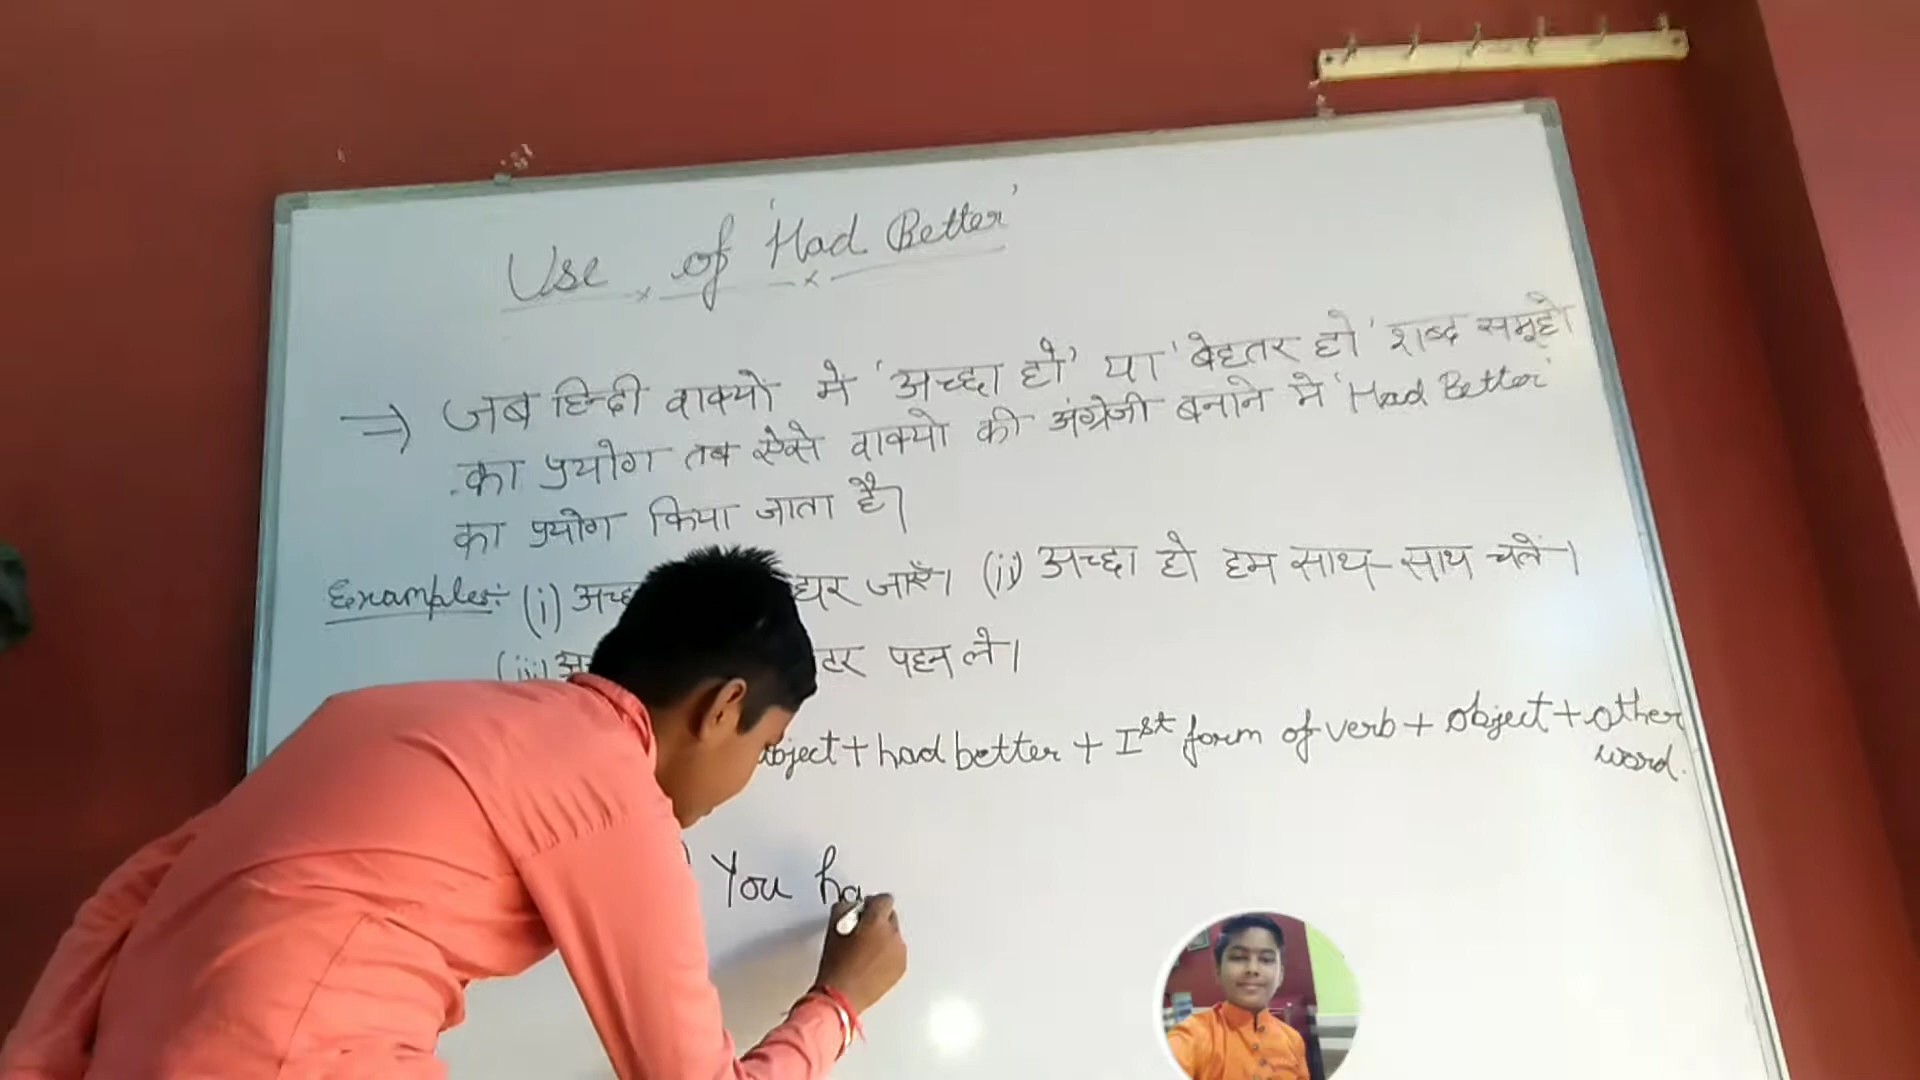 Use of 'Had Better'
=> जब हिन्दी वाक्यो मे 'अच्छा हो' या 'बेहतर हो' शब्द समूहो
का प्रयोग तब ऐसे वाक्यो की अंग्रेजी बनाने मे 'Had Better'
का प्रयोग किया जाता है।
Examples:- (i) घर जाएँ। (ii) अच्छा हो हम साथ-साथ चलें।
(iii) पहन ले।
+ had better + Ist form of verb + object + other
word.
You ha